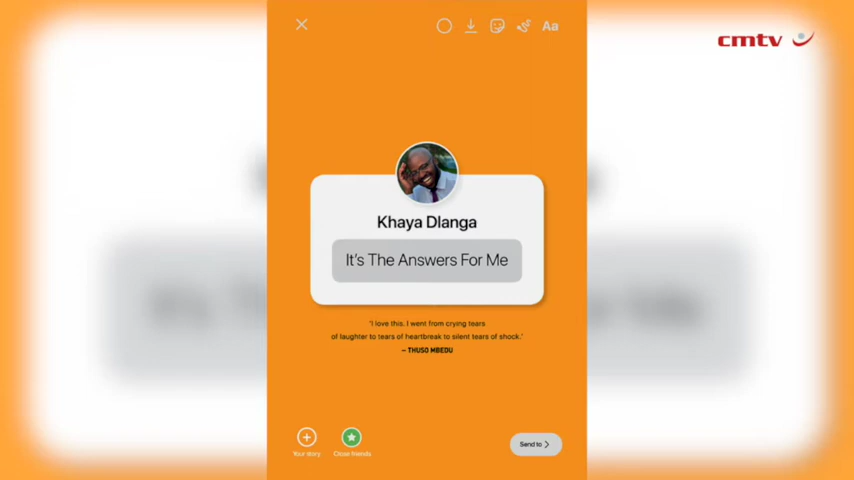 Aa
cmtv
Khaya Dlanga
It's The Answers For Me
"I love this. I went from crying tears
of laughter to tears of heartbreak to silent tears of shock."
– THUSO MBEDU
Your story
Close friends
Send to